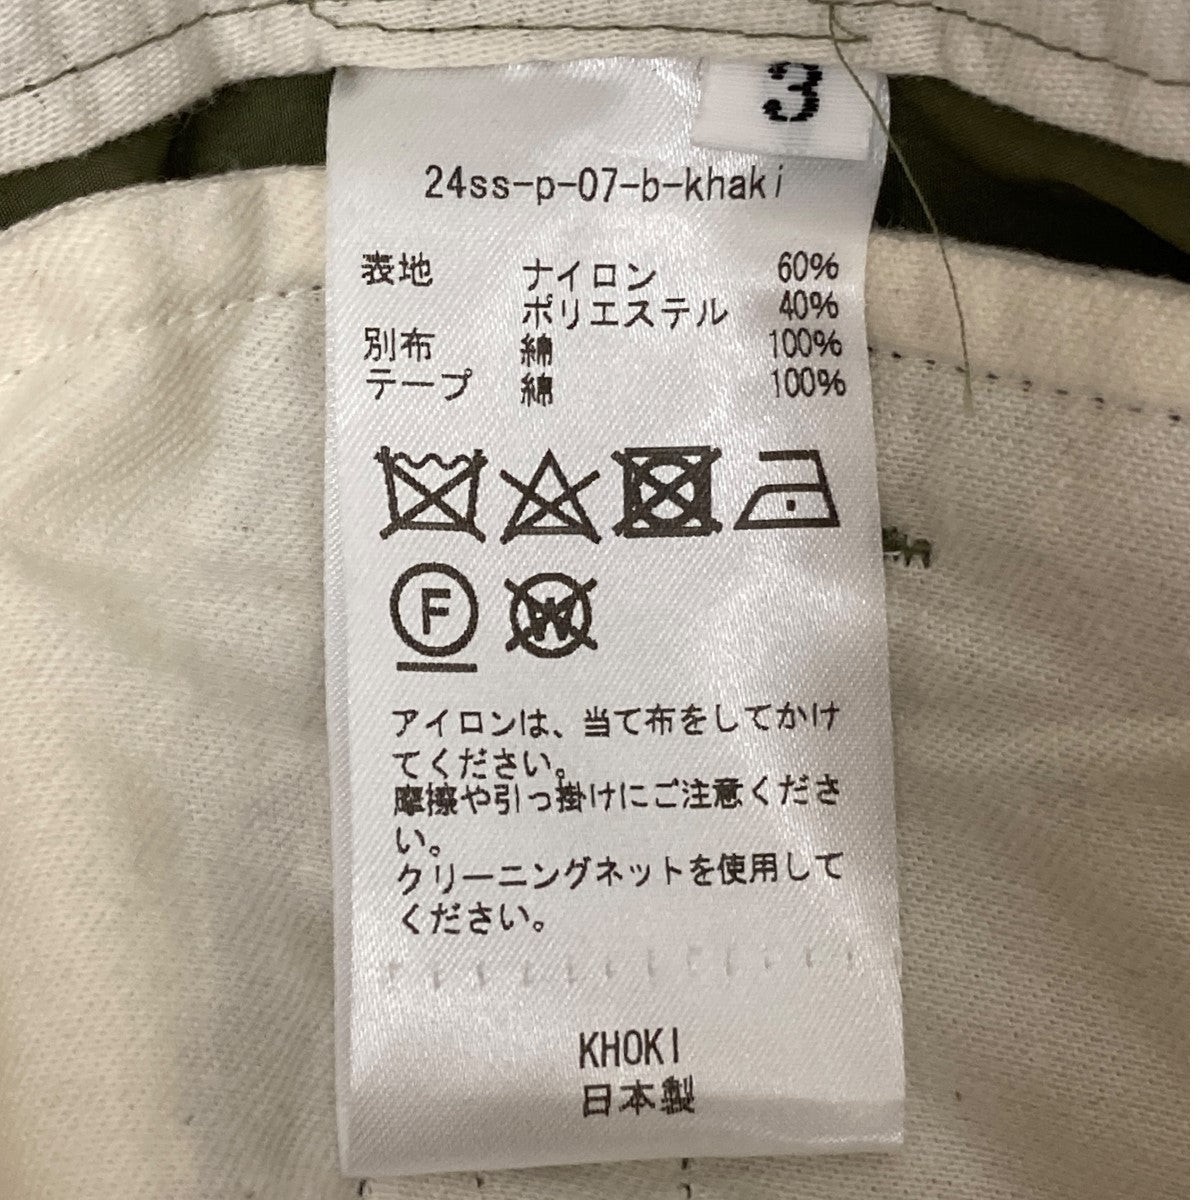 3
24ss-p-07-b-khaki
表地 ナイロン 60%
ポリエステル 40%
別布 綿 100%
テープ 綿 100%
F
W
アイロンは、当て布をしてかけ
てください。
摩擦や引っ掛けにご注意くださ
い。
クリーニングネットを使用して
ください。
KHOKI
日本製